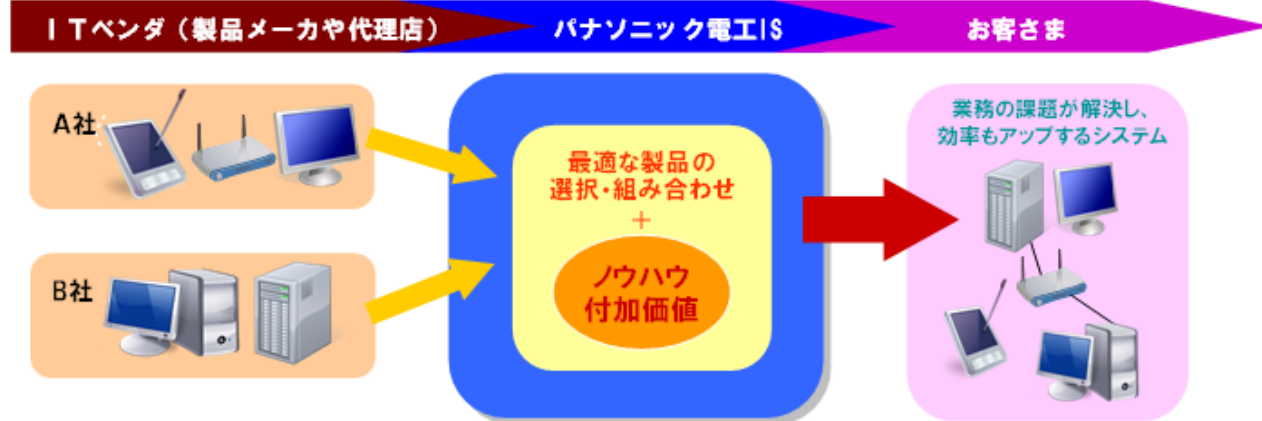 ITベンダ(製品メーカや代理店)
パナソニック電工IS
お客さま
A社
B社
最適な製品の
選択・組み合わせ
+
ノウハウ
付加価値
業務の課題が解決し、
効率もアップするシステム